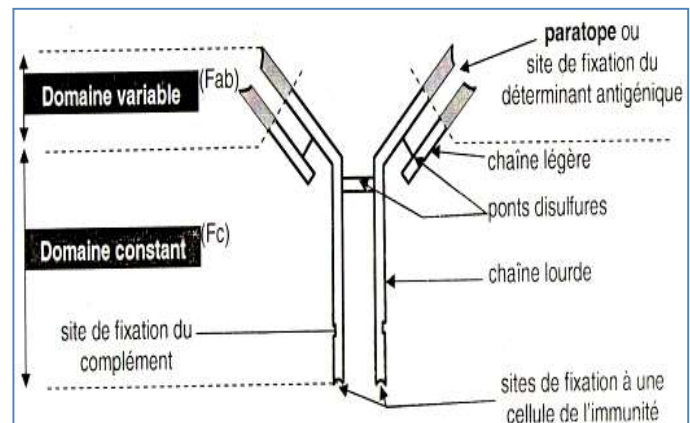 paratope ou
site de fixation du
déterminant antigénique
Domaine variable (Fab)
chaîne légère
ponts disulfures
Domaine constant (Fc)
chaîne lourde
site de fixation du
complément
sites de fixation à une
cellule de l'immunité